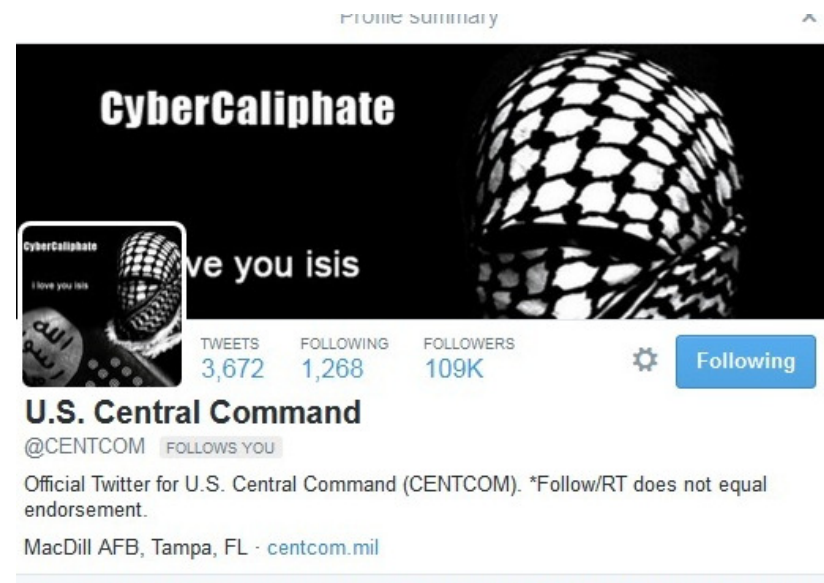 Profile summary
CyberCaliphate
ve you isis
CyberCaliphate
i love you isis
الله
رسول
TWEETS
FOLLOWING
FOLLOWERS
3,672
1,268
109K
Following
U.S. Central Command
@CENTCOM FOLLOWS YOU
Official Twitter for U.S. Central Command (CENTCOM). *Follow/RT does not equal
endorsement.
MacDill AFB, Tampa, FL · centcom.mil